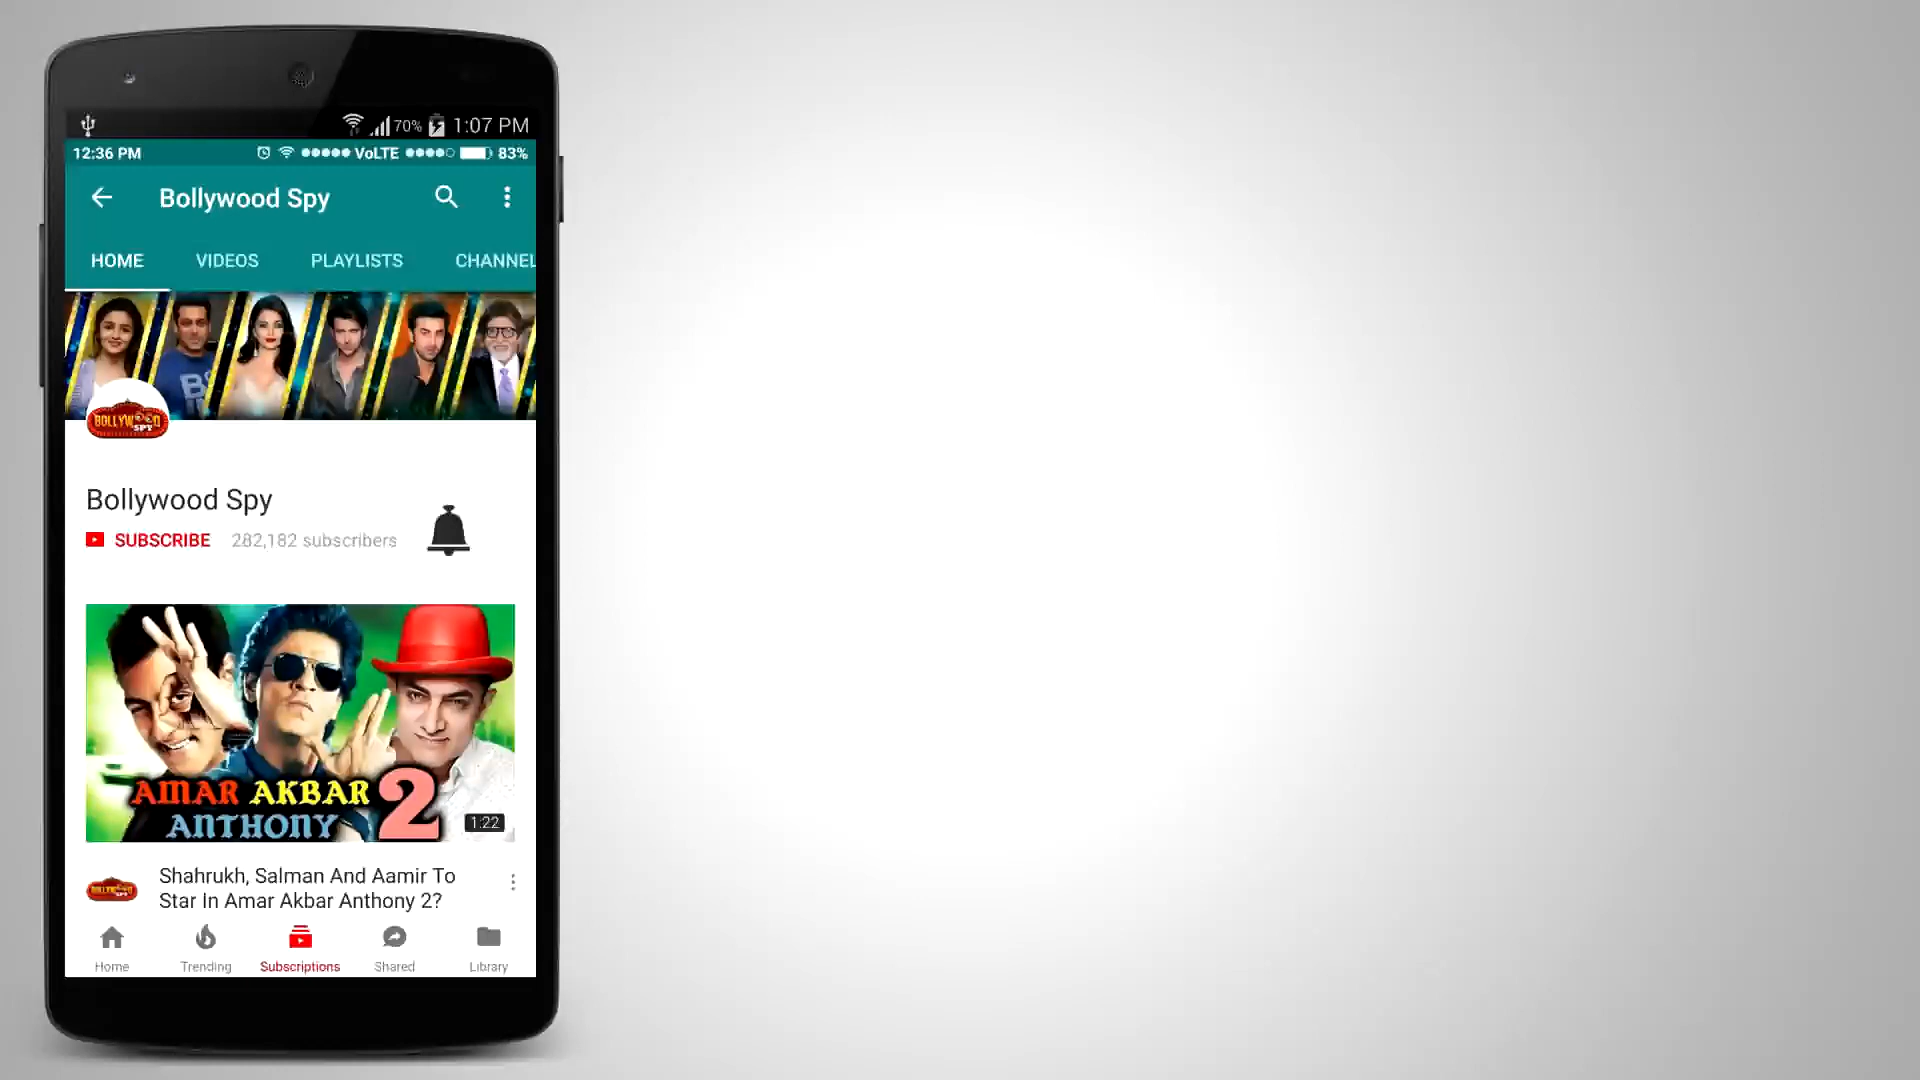 70% 1:07 PM
12:36 PM VoLTE 83%
Bollywood Spy
HOME VIDEOS PLAYLISTS CHANNEL
BOLLYWOOD
SPY
Bollywood Spy
SUBSCRIBE 282,182 subscribers
AMAR AKBAR 2
ANTHONY
1:22
Shahrukh, Salman And Aamir To
Star In Amar Akbar Anthony 2?
Home Trending Subscriptions Shared Library